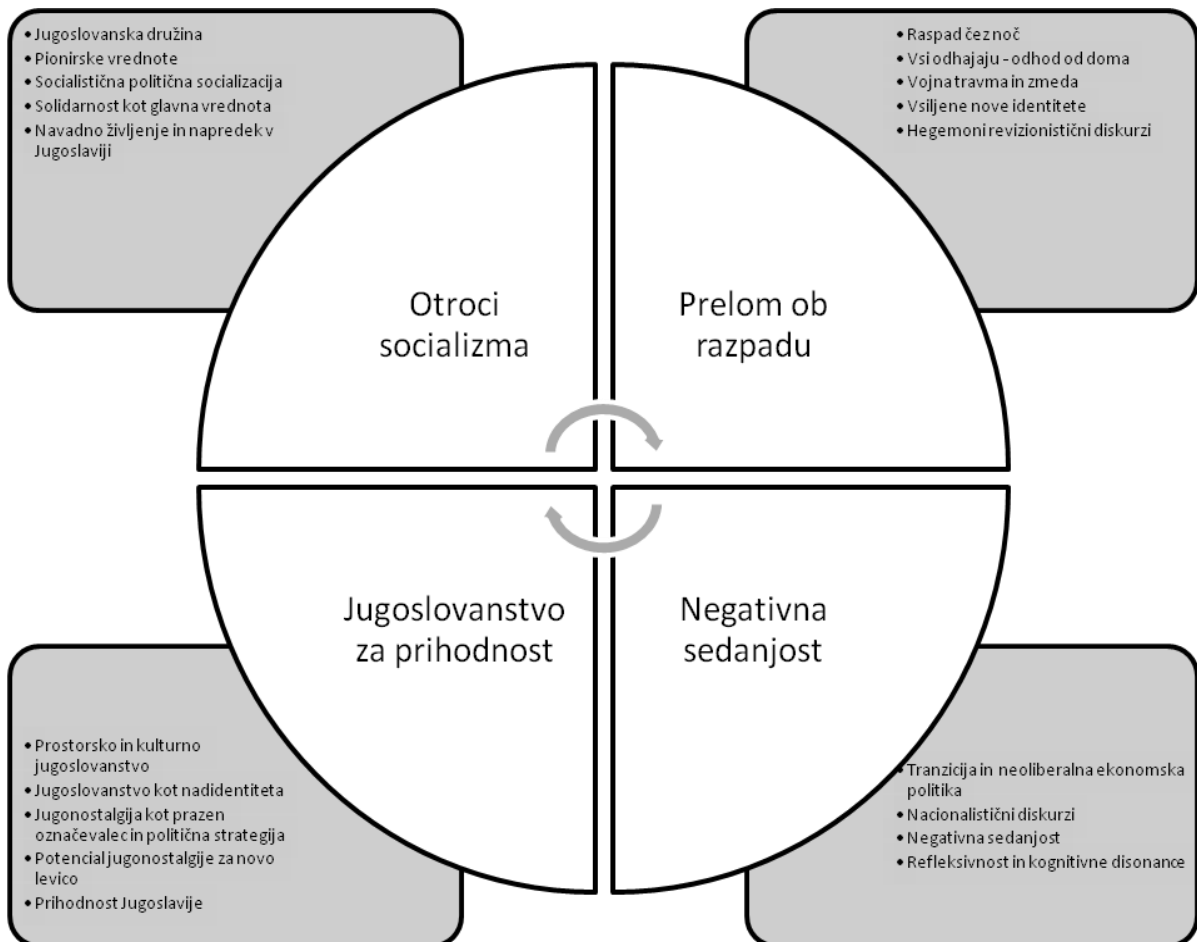 • Jugoslovanska družina
• Pionirske vrednote
• Socialistična politična socializacija
• Solidarnost kot glavna vrednota
• Navadno življenje in napredek v
Jugoslaviji
• Raspad čez noč
• Vsi odhajaju - odhod od doma
• Vojna travma in zmeda
• Vsiljene nove identitete
• Hegemoni revizionistični diskurzi
Otroci
socializma
Prelom ob
razpadu
Jugoslovanstvo
za prihodnost
Negativna
sedanjost
• Prostorsko in kulturno
jugoslovanstvo
• Jugoslovanstvo kot nadidentiteta
• Jugonostalgija kot prazen
označevalec in politična strategija
• Potencial jugonostalgije za novo
levico
• Prihodnost Jugoslavije
• Tranzicija in neoliberalna ekonomska
politika
• Nacionalistični diskurzi
• Negativna sedanjost
• Refleksivnost in kognitivne disonance